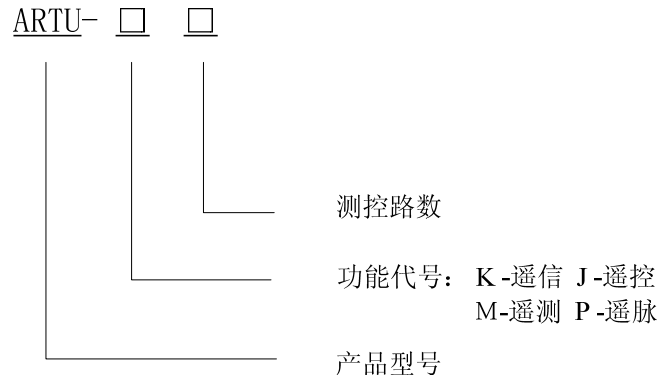 ARTU- □ □
测控路数
功能代号： K-遥信 J-遥控
M-遥测 P-遥脉
产品型号